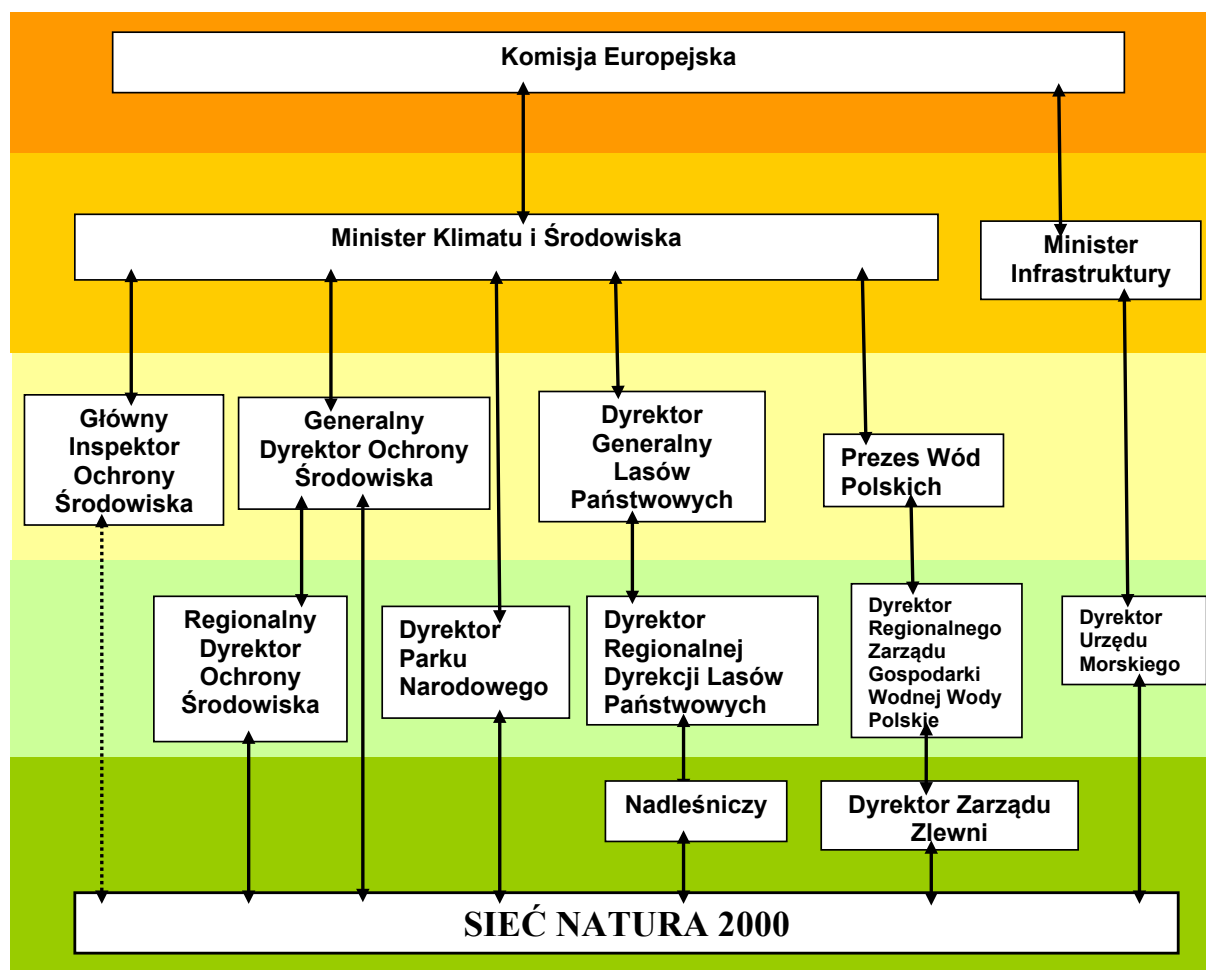 Komisja Europejska
Minister Klimatu i Środowiska
Minister
Infrastruktury
Główny
Inspektor
Ochrony
Środowiska
Generalny
Dyrektor Ochrony
Środowiska
Dyrektor
Generalny
Lasów
Państwowych
Prezes Wód
Polskich
Regionalny
Dyrektor
Ochrony
Środowiska
Dyrektor
Parku
Narodowego
Dyrektor
Regionalnej
Dyrekcji Lasów
Państwowych
Dyrektor
Regionalnego
Zarządu
Gospodarki
Wodnej Wody
Polskie
Dyrektor
Urzędu
Morskiego
Nadleśniczy
Dyrektor Zarządu
Zlewni
SIEĆ NATURA 2000